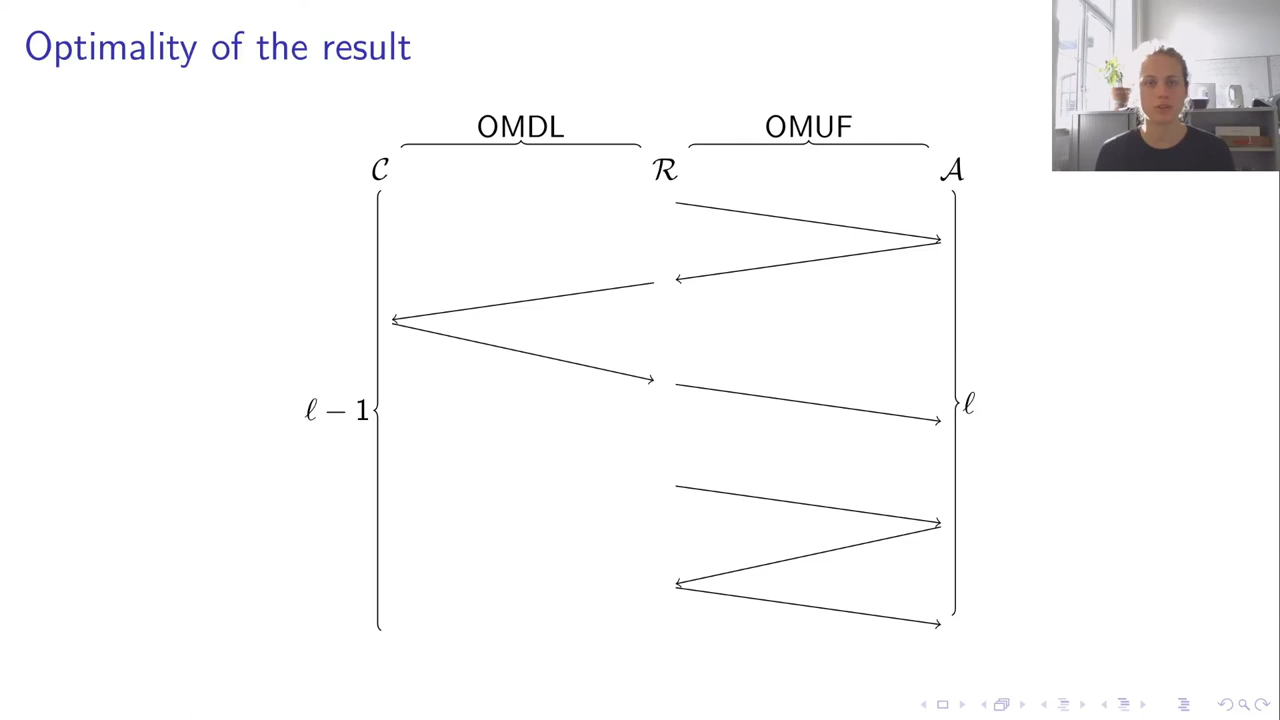 Optimality of the result
OMDL OMUF
𝒞 ℛ 𝒜
ℓ − 1 ℓ